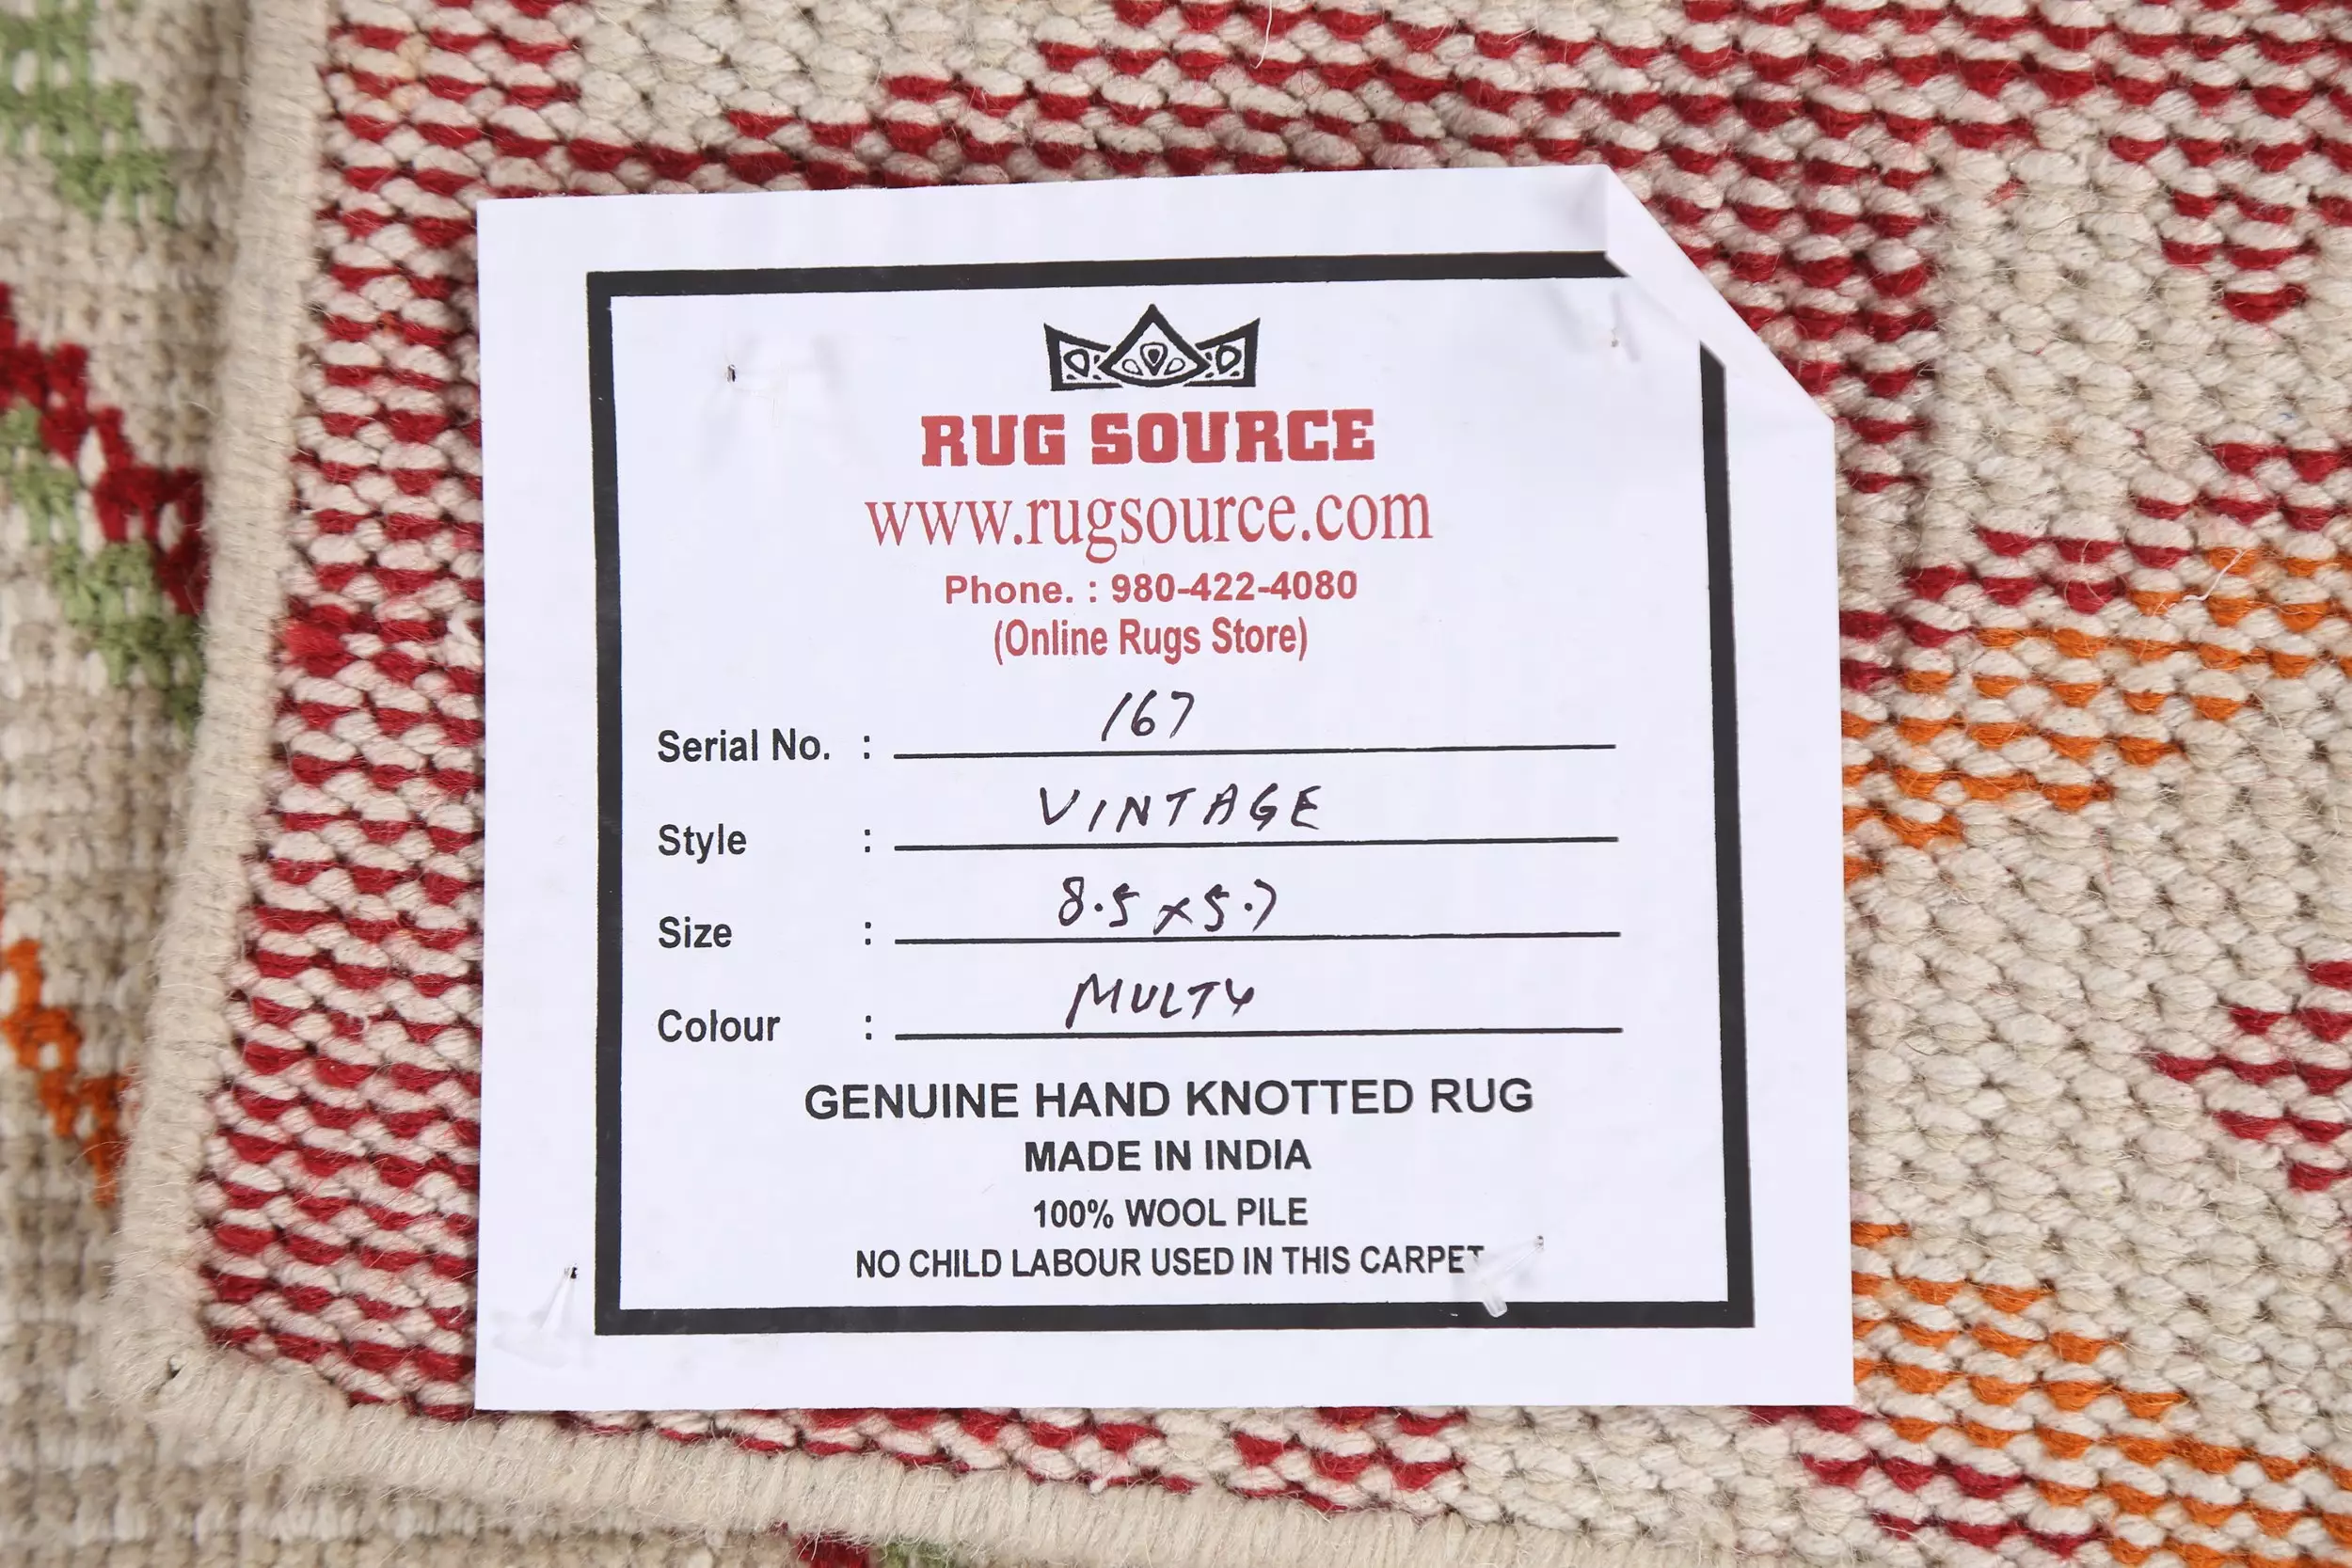 RUG SOURCE
www.rugsource.com
Phone. : 980-422-4080
(Online Rugs Store)
Serial No. : 167
Style : VINTAGE
Size : 8.5 x 5.7
Colour : MULTY
GENUINE HAND KNOTTED RUG
MADE IN INDIA
100% WOOL PILE
NO CHILD LABOUR USED IN THIS CARPET